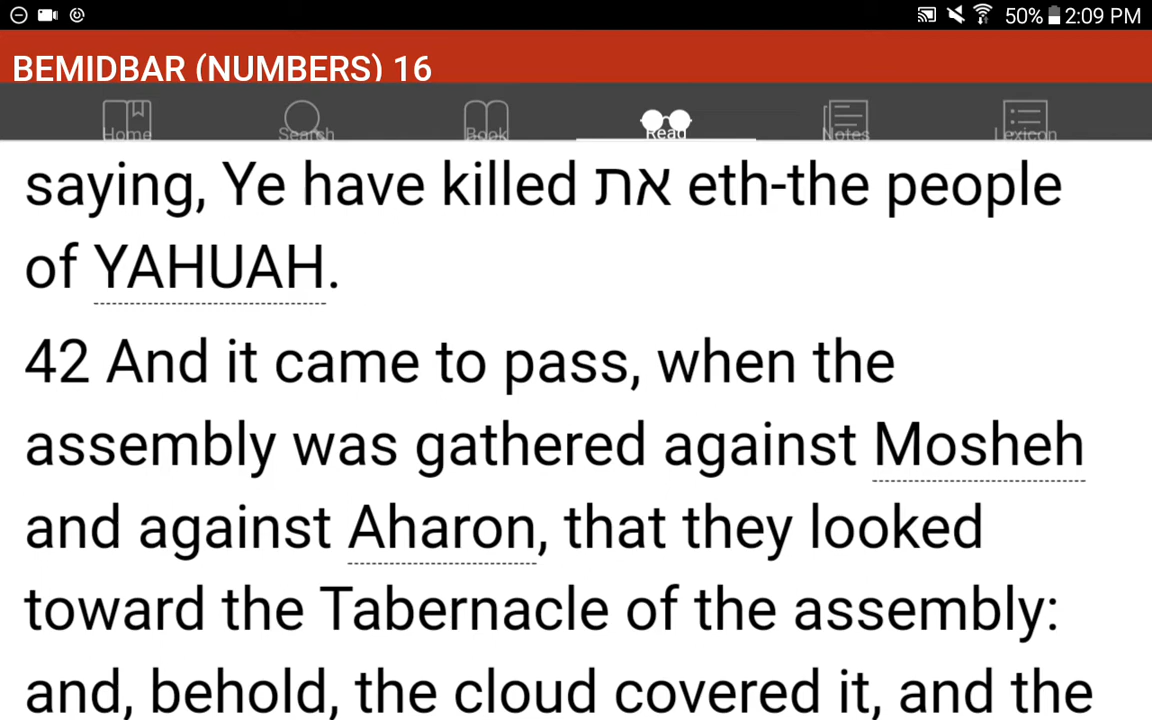 50% 2:09 PM
BEMIDBAR (NUMBERS) 16
Home Search Book Read Notes Lexicon
saying, Ye have killed את eth-the people
of YAHUAH.
42 And it came to pass, when the
assembly was gathered against Mosheh
and against Aharon, that they looked
toward the Tabernacle of the assembly:
and, behold, the cloud covered it, and the